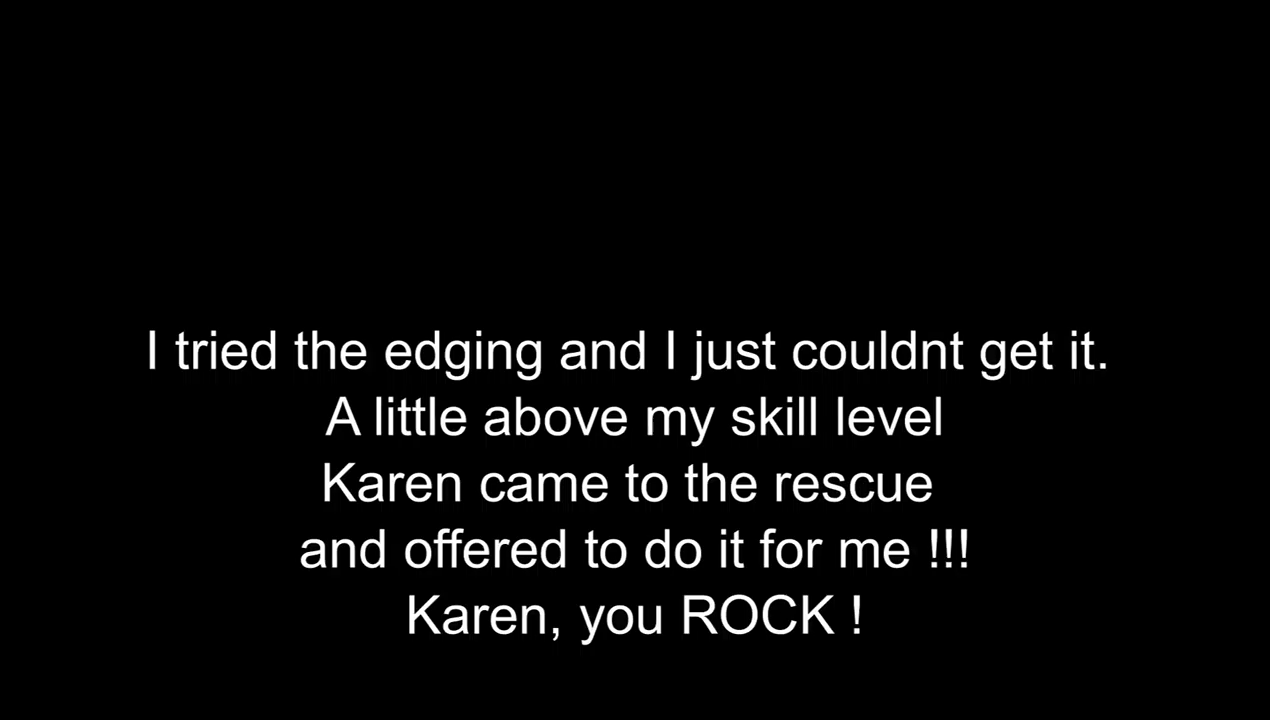 I tried the edging and I just couldnt get it.
A little above my skill level
Karen came to the rescue
and offered to do it for me !!!
Karen, you ROCK !